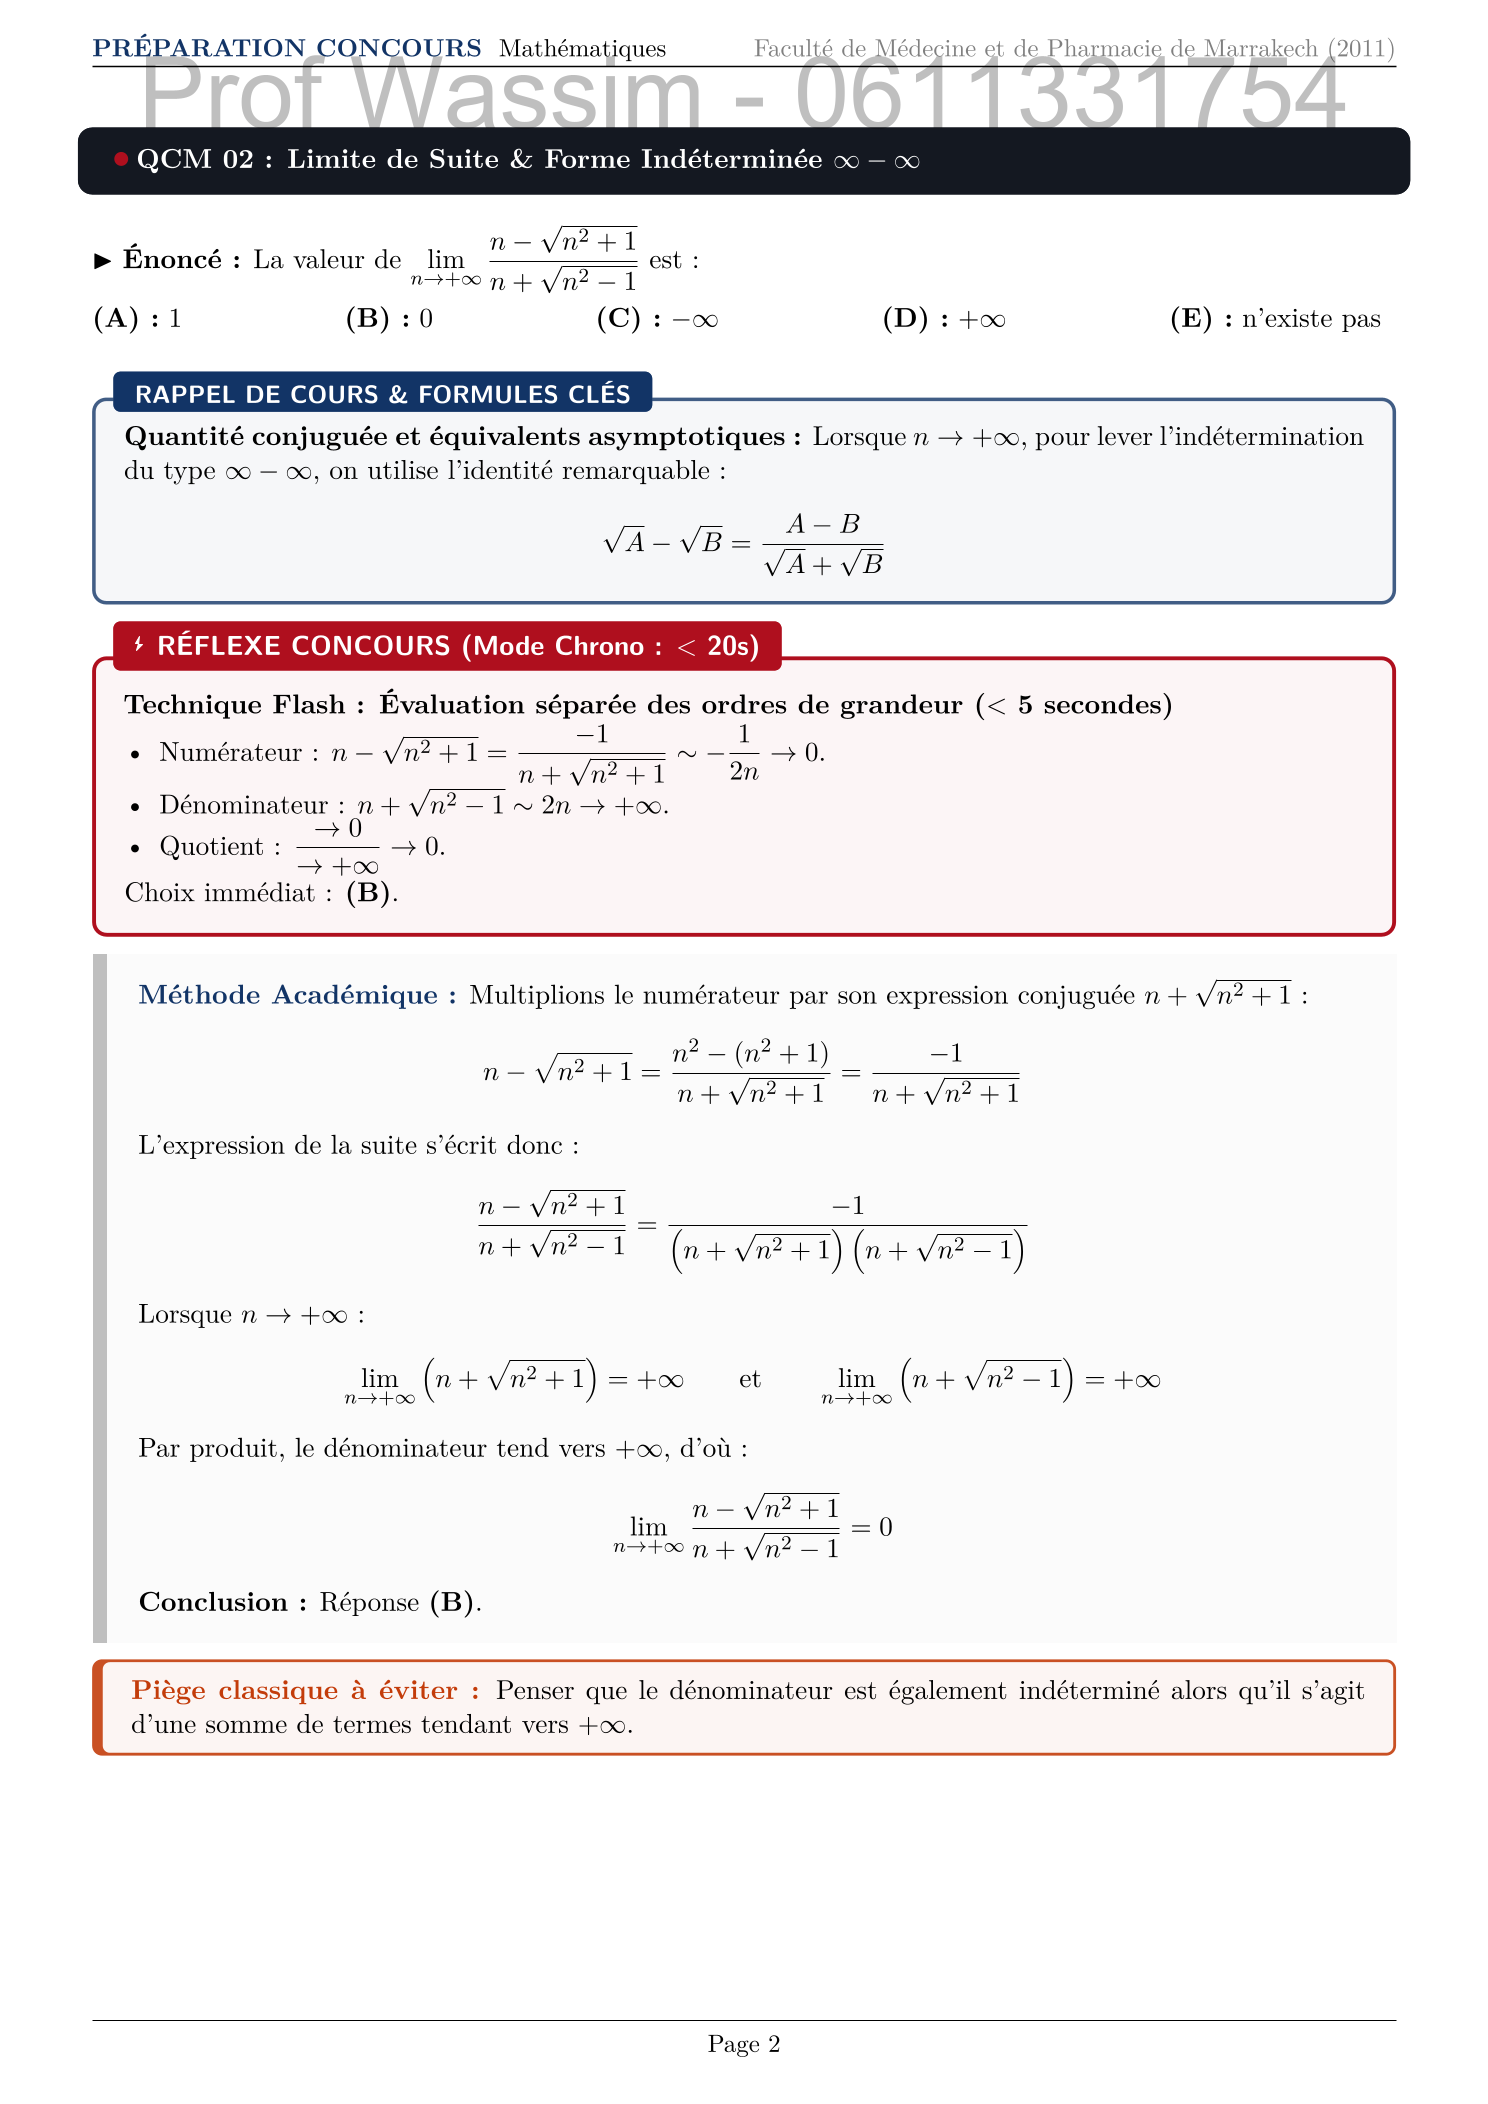 PRÉPARATION CONCOURS Mathématiques Faculté de Médecine et de Pharmacie de Marrakech (2011)
Prof Wassim - 0611331754
• QCM 02 : Limite de Suite & Forme Indéterminée ∞ − ∞
▶ Énoncé : La valeur de lim_{n→+∞} (n − √(n² + 1))/(n + √(n² − 1)) est :
(A) : 1 (B) : 0 (C) : −∞ (D) : +∞ (E) : n'existe pas
RAPPEL DE COURS & FORMULES CLÉS
Quantité conjuguée et équivalents asymptotiques : Lorsque n → +∞, pour lever l'indétermination
du type ∞ − ∞, on utilise l'identité remarquable :
√A − √B = (A − B)/(√A + √B)
RÉFLEXE CONCOURS (Mode Chrono : < 20s)
Technique Flash : Évaluation séparée des ordres de grandeur (< 5 secondes)
• Numérateur : n − √(n² + 1) = −1/(n + √(n² + 1)) ∼ −1/(2n) → 0.
• Dénominateur : n + √(n² − 1) ∼ 2n → +∞.
• Quotient : (→ 0)/(→ +∞) → 0.
Choix immédiat : (B).
Méthode Académique : Multiplions le numérateur par son expression conjuguée n + √(n² + 1) :
n − √(n² + 1) = (n² − (n² + 1))/(n + √(n² + 1)) = −1/(n + √(n² + 1))
L'expression de la suite s'écrit donc :
(n − √(n² + 1))/(n + √(n² − 1)) = −1/((n + √(n² + 1))(n + √(n² − 1)))
Lorsque n → +∞ :
lim_{n→+∞} (n + √(n² + 1)) = +∞ et lim_{n→+∞} (n + √(n² − 1)) = +∞
Par produit, le dénominateur tend vers +∞, d'où :
lim_{n→+∞} (n − √(n² + 1))/(n + √(n² − 1)) = 0
Conclusion : Réponse (B).
Piège classique à éviter : Penser que le dénominateur est également indéterminé alors qu'il s'agit
d'une somme de termes tendant vers +∞.
Page 2